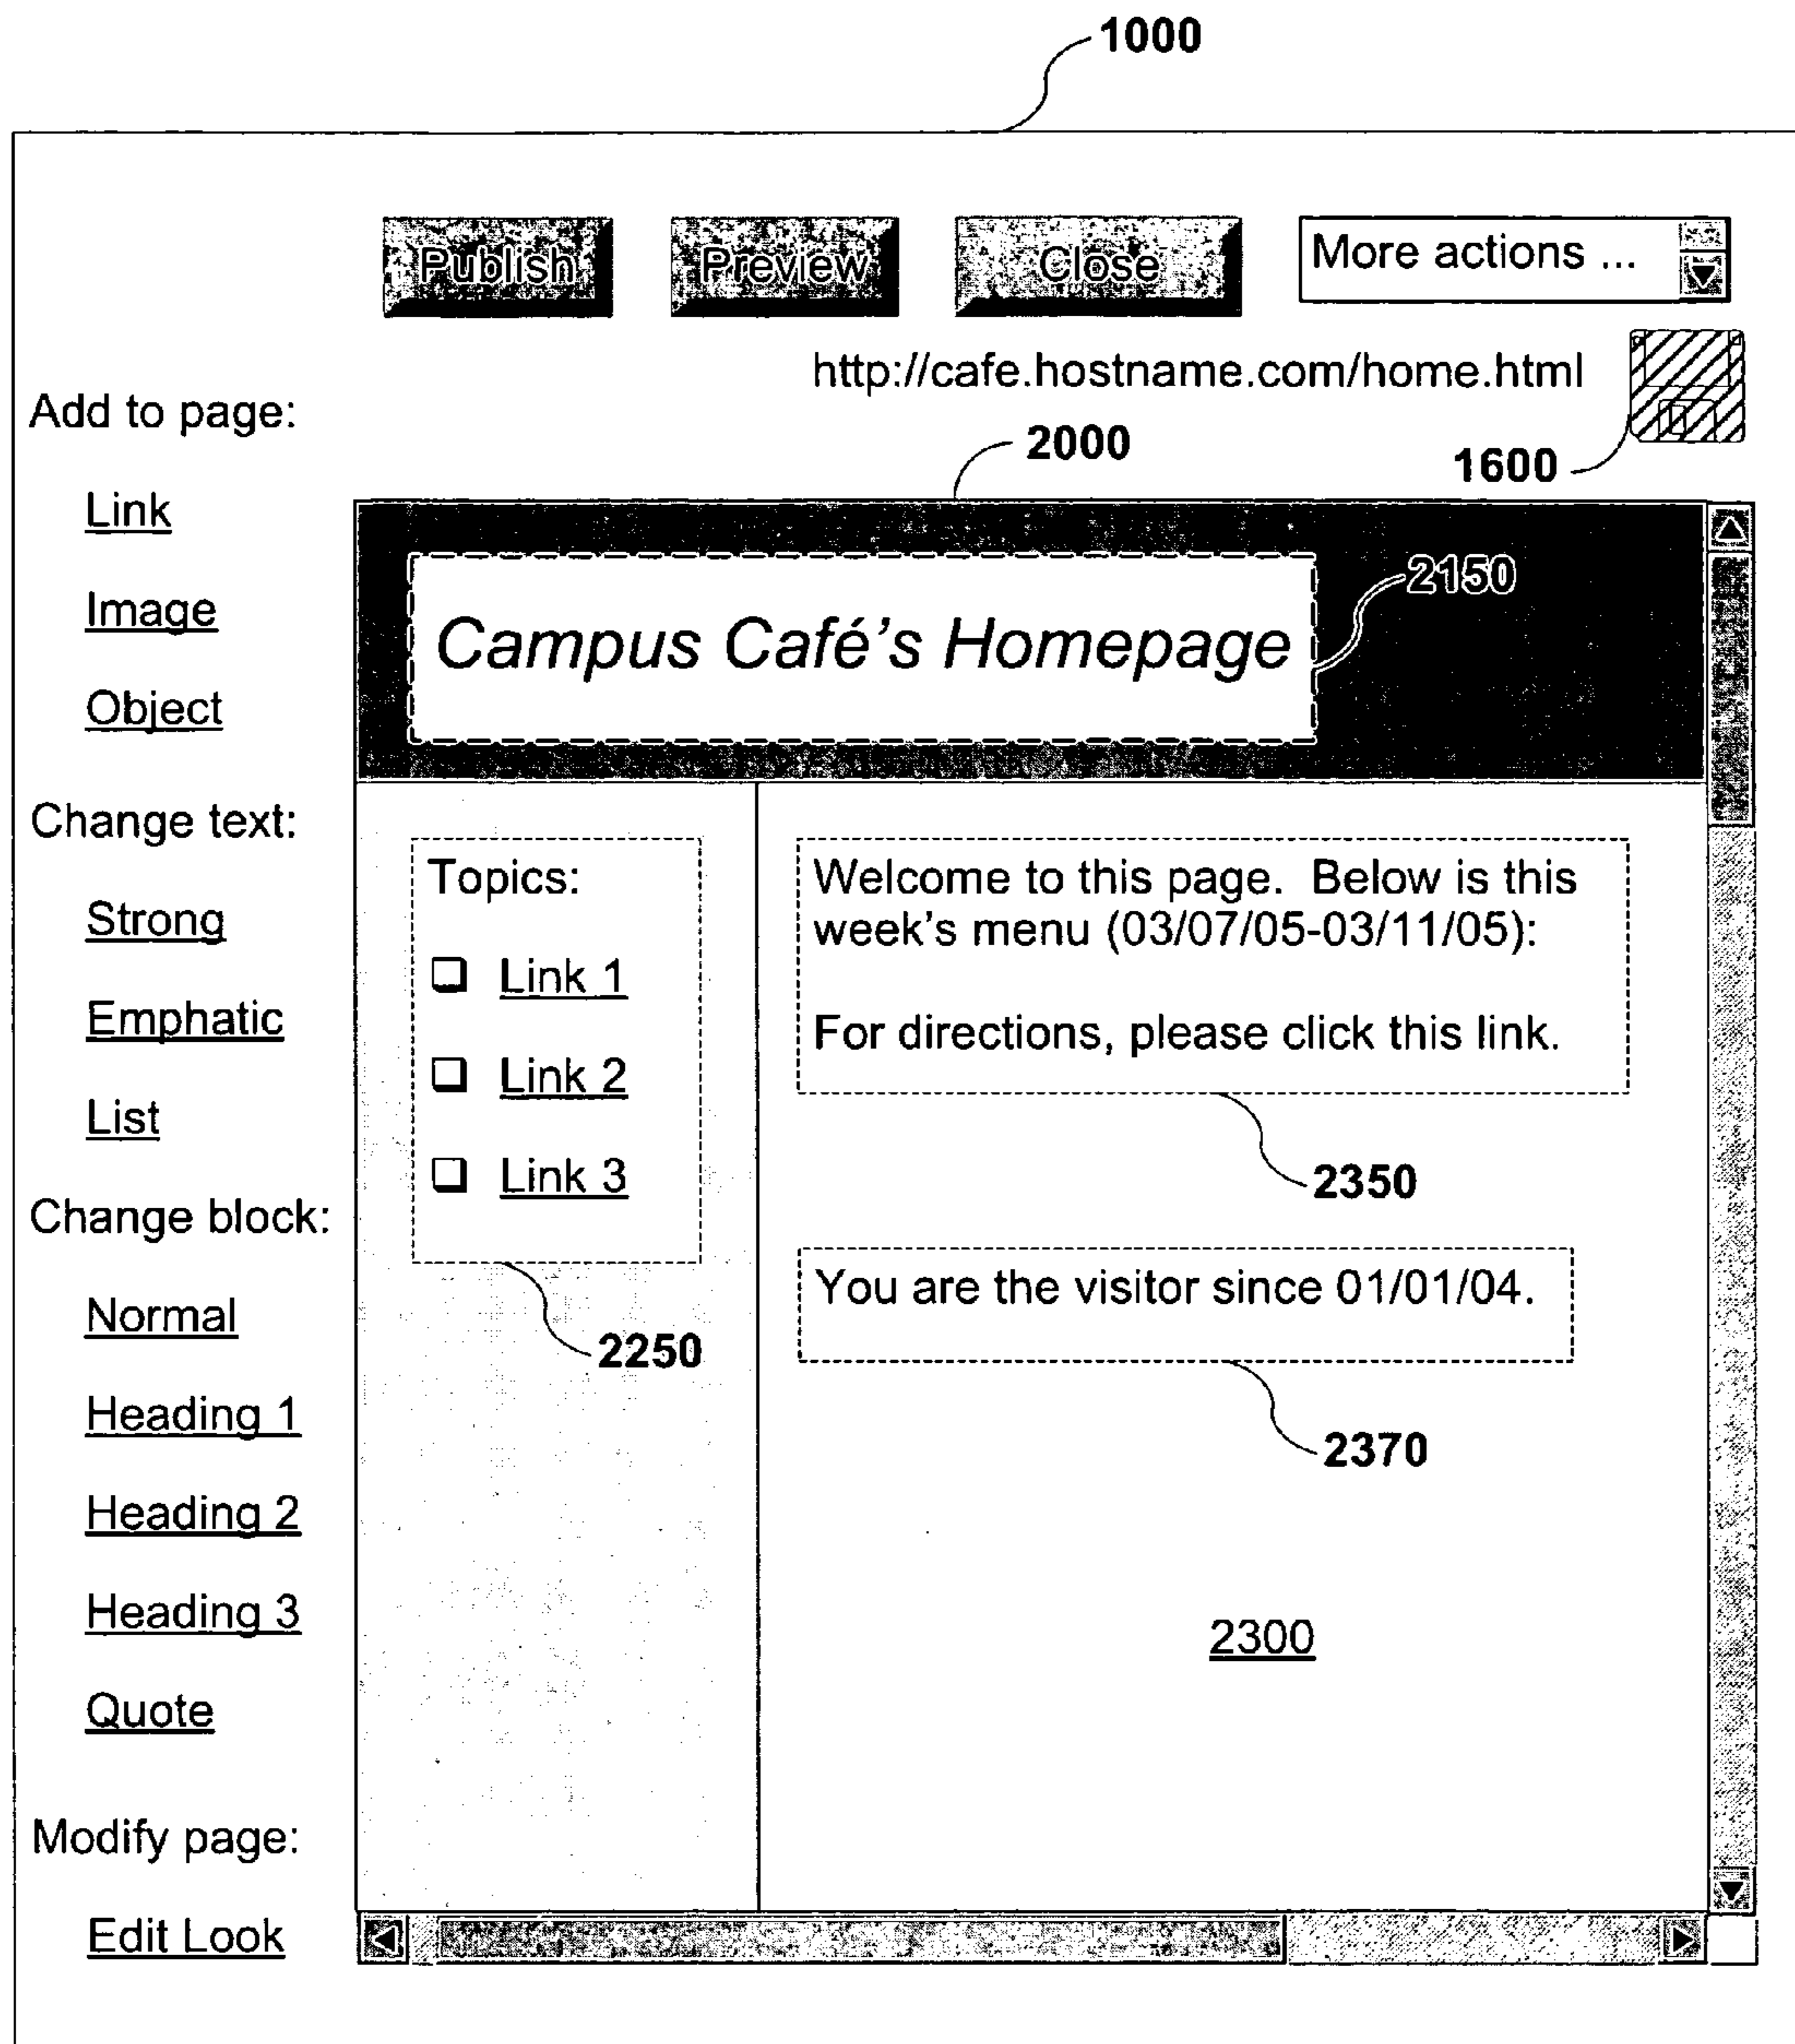 1000
Publish Preview Close More actions ...
http://cafe.hostname.com/home.html
1600
2000
Add to page:
Link
Image
Object
Change text:
Strong
Emphatic
List
Change block:
Normal
Heading 1
Heading 2
Heading 3
Quote
Modify page:
Edit Look
Campus Café's Homepage
2150
Topics:
Link 1
Link 2
Link 3
2250
Welcome to this page. Below is this
week's menu (03/07/05-03/11/05):
For directions, please click this link.
2350
You are the visitor since 01/01/04.
2370
2300